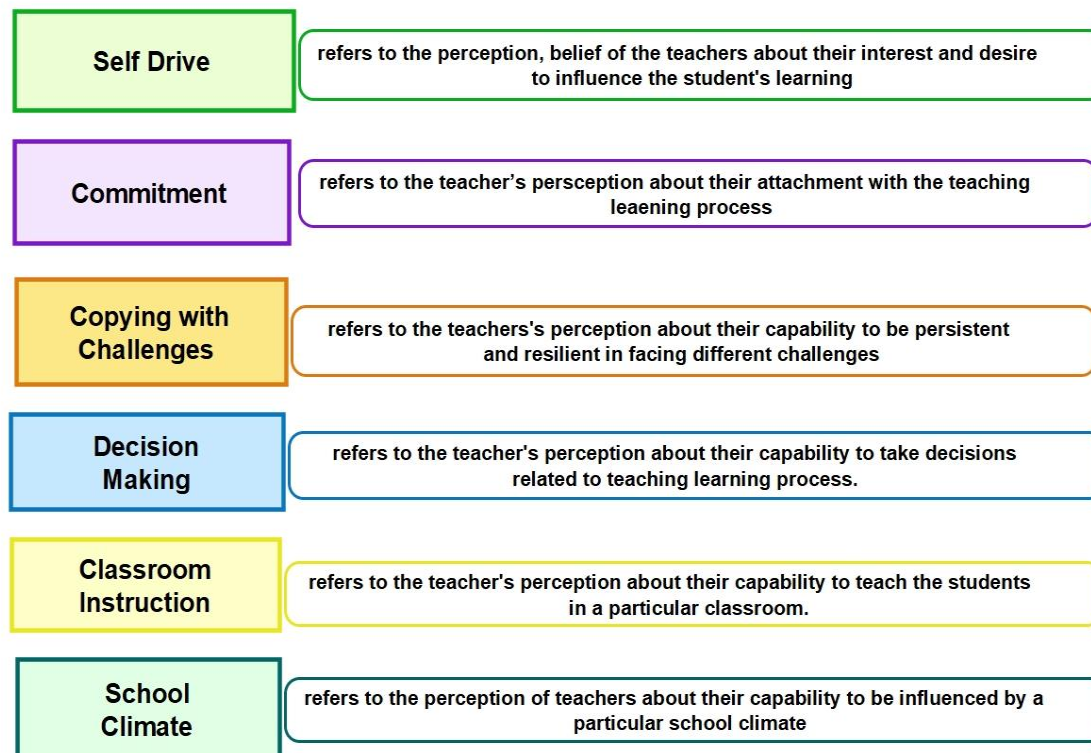 Self Drive
refers to the perception, belief of the teachers about their interest and desire
to influence the student's learning
Commitment
refers to the teacher’s persception about their attachment with the teaching
leaening process
Copying with
Challenges
refers to the teachers's perception about their capability to be persistent
and resilient in facing different challenges
Decision
Making
refers to the teacher's perception about their capability to take decisions
related to teaching learning process.
Classroom
Instruction
refers to the teacher's perception about their capability to teach the students
in a particular classroom.
School
Climate
refers to the perception of teachers about their capability to be influenced by a
particular school climate